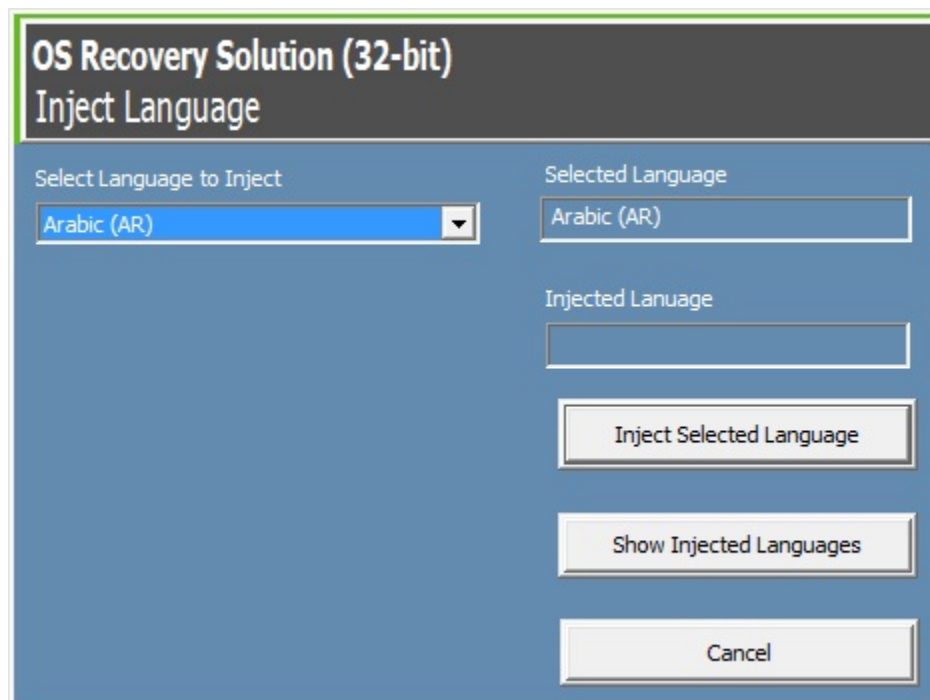 OS Recovery Solution (32-bit)
Inject Language
Select Language to Inject
Arabic (AR)
Selected Language
Arabic (AR)
Injected Lanuage
Inject Selected Language
Show Injected Languages
Cancel